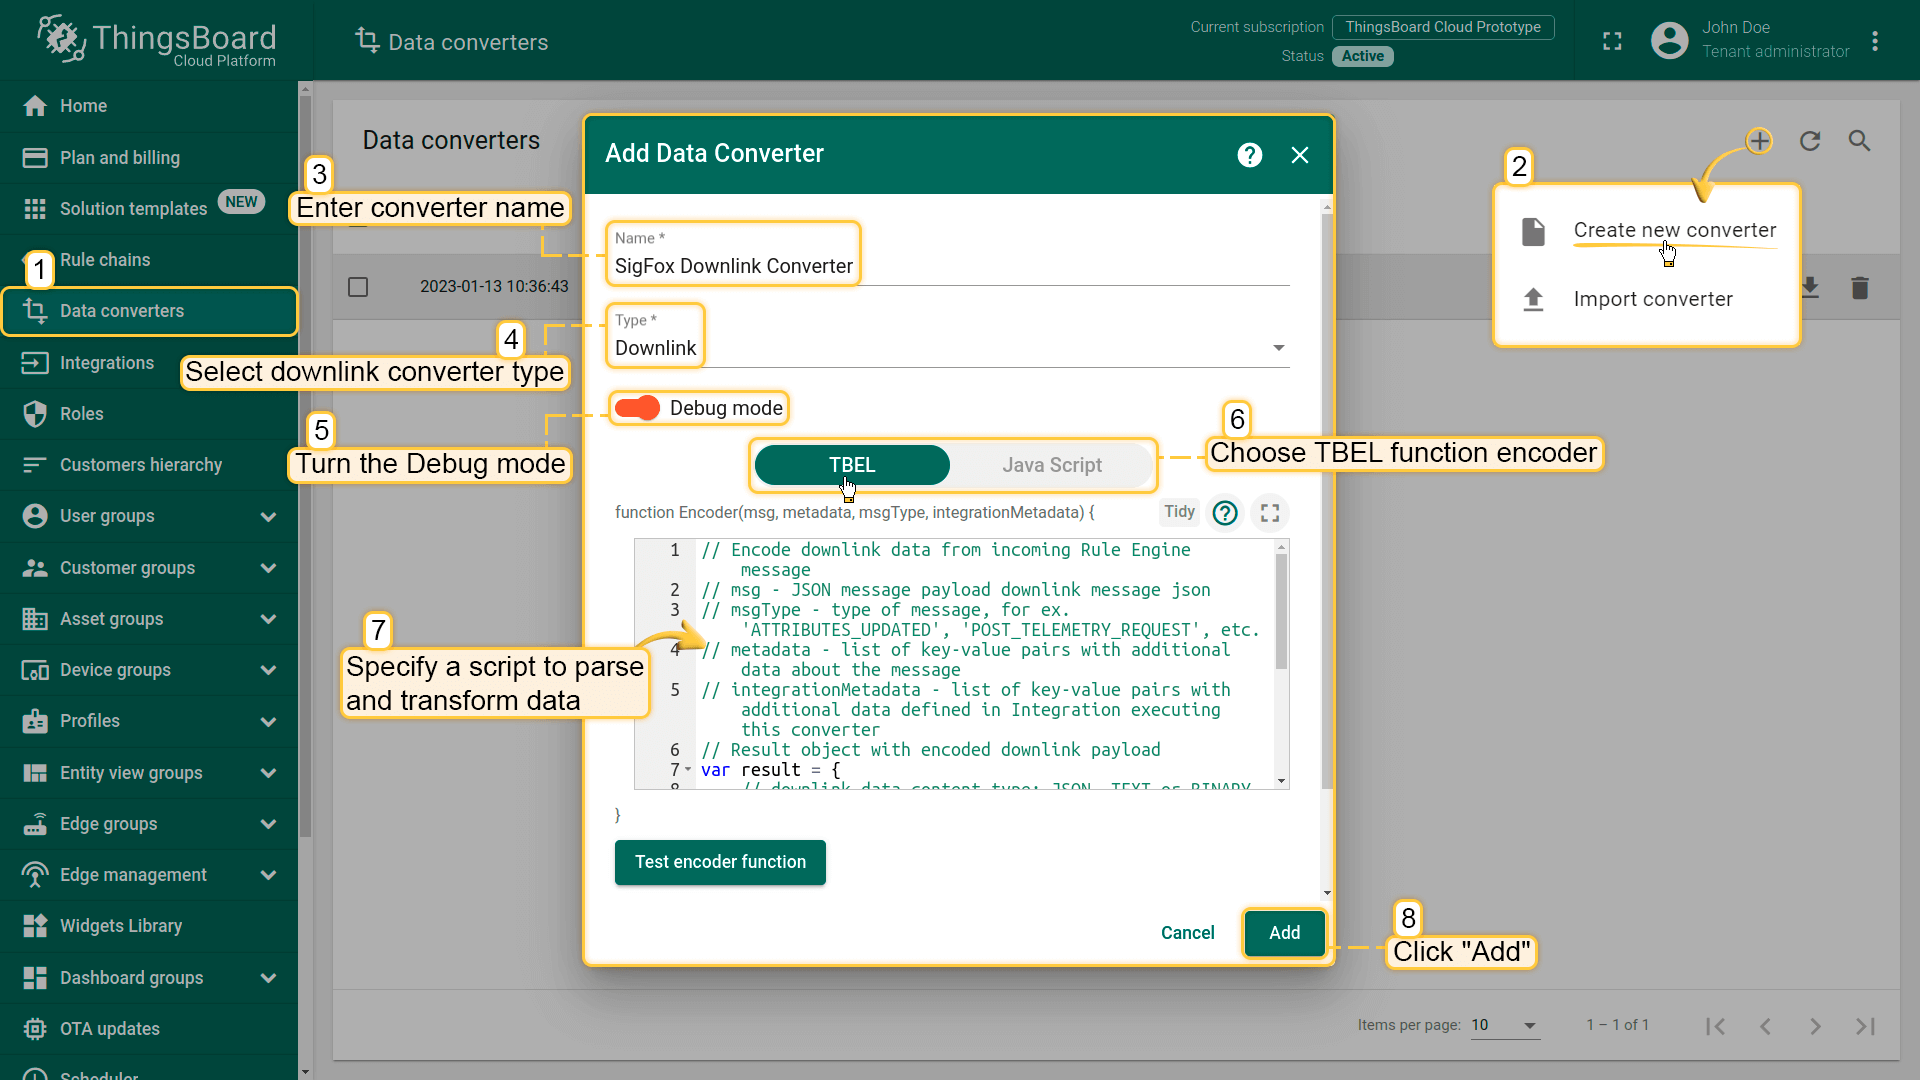 ThingsBoard
Cloud Platform
Data converters
Current subscription ThingsBoard Cloud Prototype
Status Active
John Doe
Tenant administrator
Home
Plan and billing
Solution templates NEW
Rule chains
1
Data converters
Integrations
Roles
Customers hierarchy
User groups
Customer groups
Asset groups
Device groups
Profiles
Entity view groups
Edge groups
Edge management
Widgets Library
Dashboard groups
OTA updates
Scheduler
Data converters
2
Create new converter
Import converter
2023-01-13 10:36:43
Add Data Converter
3
Enter converter name
Name *
SigFox Downlink Converter
4
Select downlink converter type
Type *
Downlink
5
Turn the Debug mode
Debug mode
6
Choose TBEL function encoder
TBEL
Java Script
function Encoder(msg, metadata, msgType, integrationMetadata) {
Tidy
7
Specify a script to parse
and transform data
1 // Encode downlink data from incoming Rule Engine
message
2 // msg - JSON message payload downlink message json
3 // msgType - type of message, for ex.
'ATTRIBUTES_UPDATED', 'POST_TELEMETRY_REQUEST', etc.
4 // metadata - list of key-value pairs with additional
data about the message
5 // integrationMetadata - list of key-value pairs with
additional data defined in Integration executing
this converter
6 // Result object with encoded downlink payload
7 var result = {
8 // downlink data content type: JSON, TEXT or BINARY
}
Test encoder function
Cancel
Add
8
Click "Add"
Items per page: 10
1 – 1 of 1